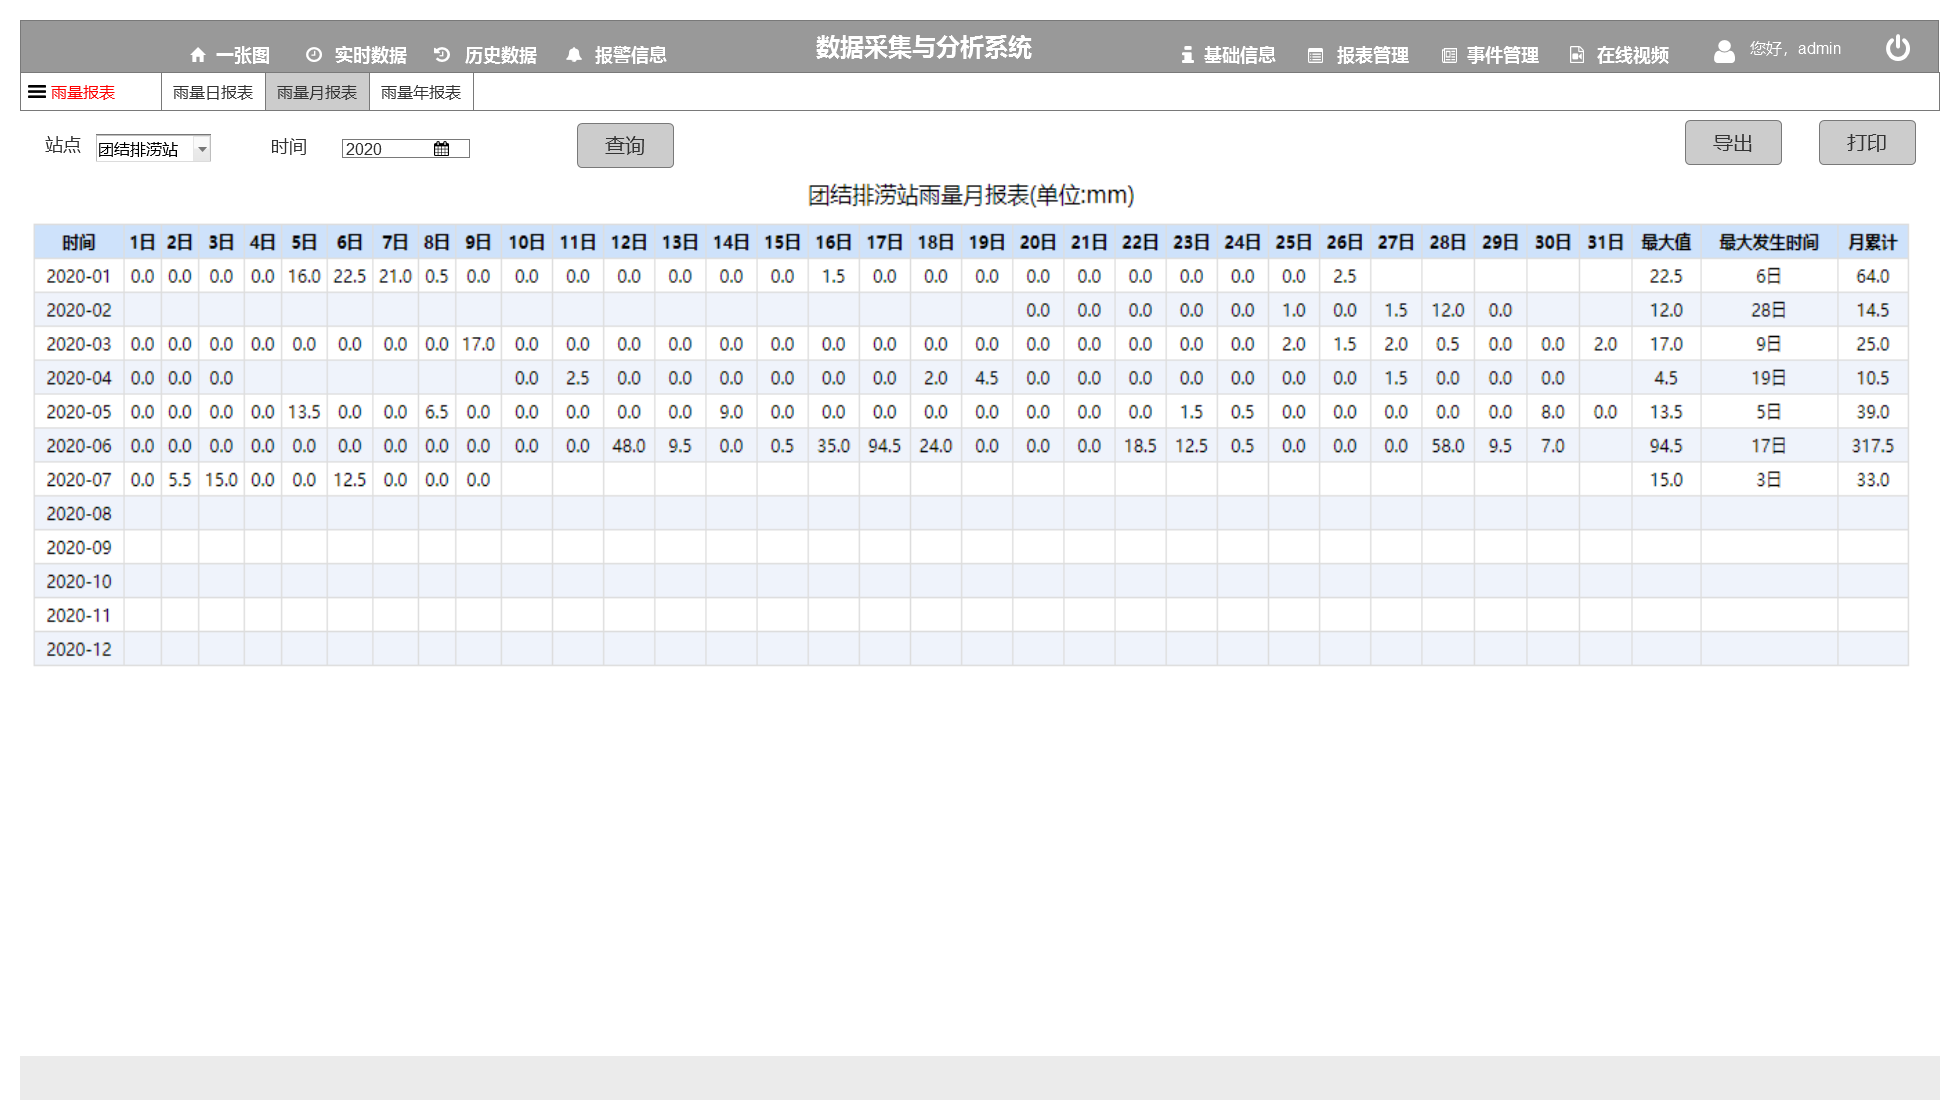 一张图 实时数据 历史数据 报警信息 数据采集与分析系统 基础信息 报表管理 事件管理 在线视频 您好，admin
雨量报表 雨量日报表 雨量月报表 雨量年报表
站点 团结排涝站 时间 2020 查询 导出 打印
团结排涝站雨量月报表(单位:mm)
时间 1日 2日 3日 4日 5日 6日 7日 8日 9日 10日 11日 12日 13日 14日 15日 16日 17日 18日 19日 20日 21日 22日 23日 24日 25日 26日 27日 28日 29日 30日 31日 最大值 最大发生时间 月累计
2020-01 0.0 0.0 0.0 0.0 16.0 22.5 21.0 0.5 0.0 0.0 0.0 0.0 0.0 0.0 0.0 1.5 0.0 0.0 0.0 0.0 0.0 0.0 0.0 0.0 0.0 2.5 22.5 6日 64.0
2020-02 0.0 0.0 0.0 0.0 0.0 1.0 0.0 1.5 12.0 0.0 12.0 28日 14.5
2020-03 0.0 0.0 0.0 0.0 0.0 0.0 0.0 0.0 17.0 0.0 0.0 0.0 0.0 0.0 0.0 0.0 0.0 0.0 0.0 0.0 0.0 0.0 0.0 0.0 2.0 1.5 2.0 0.5 0.0 0.0 2.0 17.0 9日 25.0
2020-04 0.0 0.0 0.0 0.0 2.5 0.0 0.0 0.0 0.0 0.0 0.0 2.0 4.5 0.0 0.0 0.0 0.0 0.0 0.0 0.0 1.5 0.0 0.0 0.0 4.5 19日 10.5
2020-05 0.0 0.0 0.0 0.0 13.5 0.0 0.0 6.5 0.0 0.0 0.0 0.0 0.0 9.0 0.0 0.0 0.0 0.0 0.0 0.0 0.0 0.0 1.5 0.5 0.0 0.0 0.0 0.0 0.0 8.0 0.0 13.5 5日 39.0
2020-06 0.0 0.0 0.0 0.0 0.0 0.0 0.0 0.0 0.0 0.0 0.0 48.0 9.5 0.0 0.5 35.0 94.5 24.0 0.0 0.0 0.0 18.5 12.5 0.5 0.0 0.0 0.0 58.0 9.5 7.0 94.5 17日 317.5
2020-07 0.0 5.5 15.0 0.0 0.0 12.5 0.0 0.0 0.0 15.0 3日 33.0
2020-08
2020-09
2020-10
2020-11
2020-12